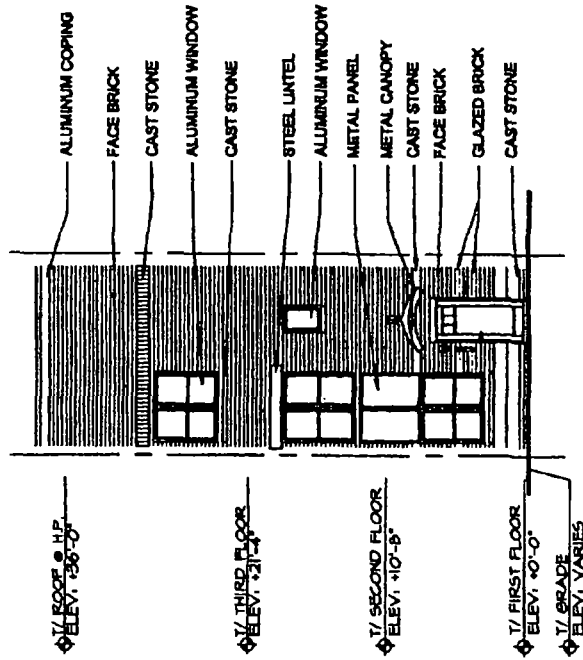 ALUMINUM COPING
FACE BRICK
CAST STONE
ALUMINUM WINDOW
CAST STONE
STEEL LINTEL
ALUMINUM WINDOW
METAL PANEL
METAL CANOPY
CAST STONE
FACE BRICK
GLAZED BRICK
CAST STONE
T/ ROOF @ H.P.
ELEV: +36'-0"
T/ THIRD FLOOR
ELEV: +21'-4"
T/ SECOND FLOOR
ELEV: +10'-8"
T/ FIRST FLOOR
ELEV: +0'-0"
T/ GRADE
ELEV: VARIES